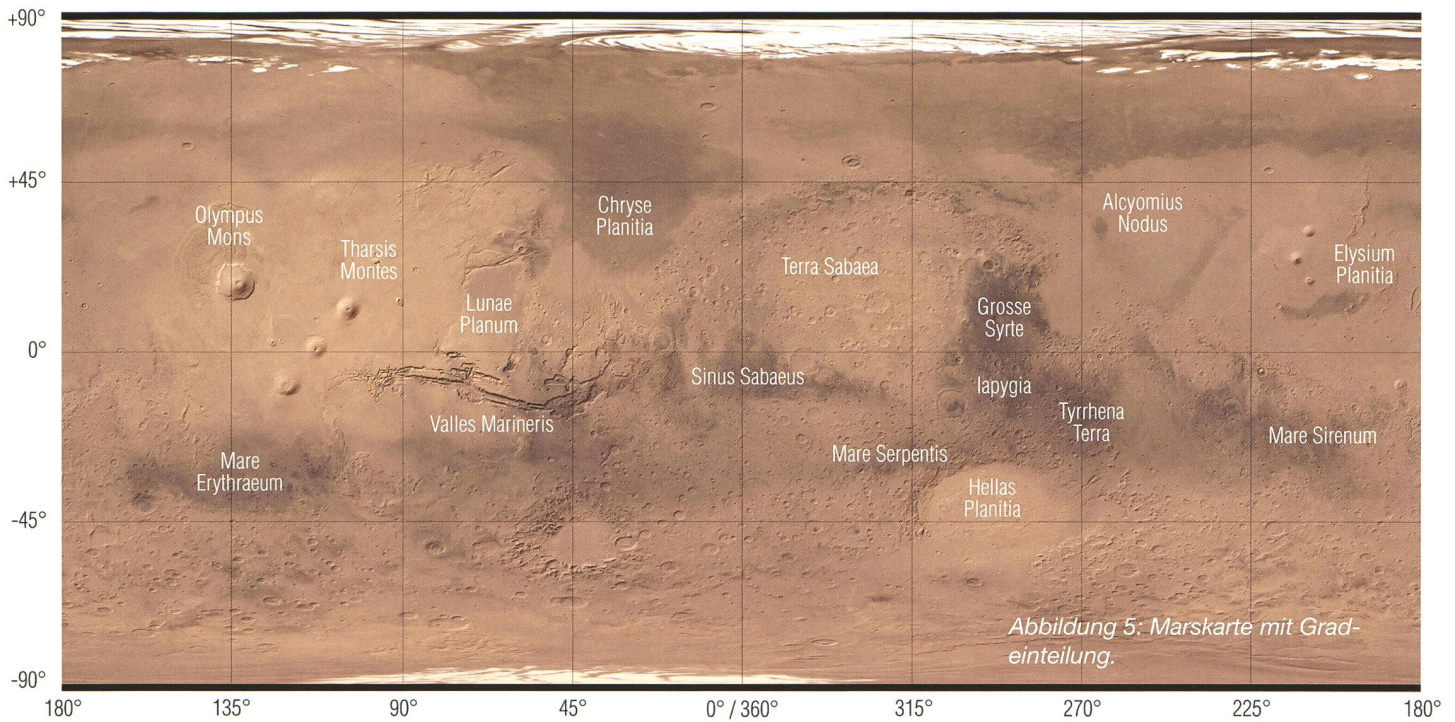 +90°
+45°
0°
-45°
-90°
Olympus
Mons
Tharsis
Montes
Lunae
Planum
Chryse
Planitia
Terra Sabaea
Alcyomius
Nodus
Elysium
Planitia
Grosse
Syrte
Sinus Sabaeus
Iapygia
Tyrrhena
Terra
Valles Marineris
Mare Serpentis
Mare Sirenum
Mare
Erythraeum
Hellas
Planitia
Abbildung 5: Marskarte mit Grad-
einteilung.
180° 135° 90° 45° 0° / 360° 315° 270° 225° 180°